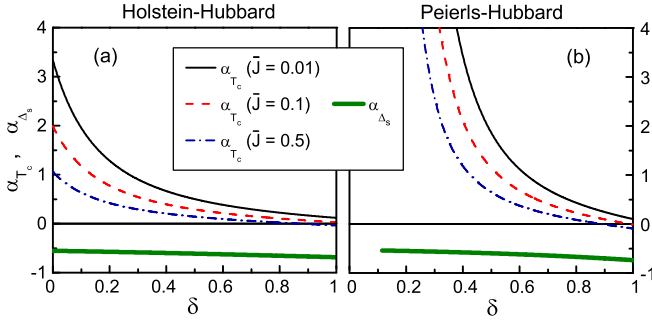 Holstein-Hubbard
Peierls-Hubbard
α_{T_c} , α_{Δ_s}
4
3
2
1
0
-1
(a)
α_{T_c} (J̄ = 0.01)
α_{T_c} (J̄ = 0.1)
α_{Δ_s}
α_{T_c} (J̄ = 0.5)
(b)
4
3
2
1
0
-1
0 0.2 0.4 0.6 0.8 1
0 0.2 0.4 0.6 0.8 1
δ
δ